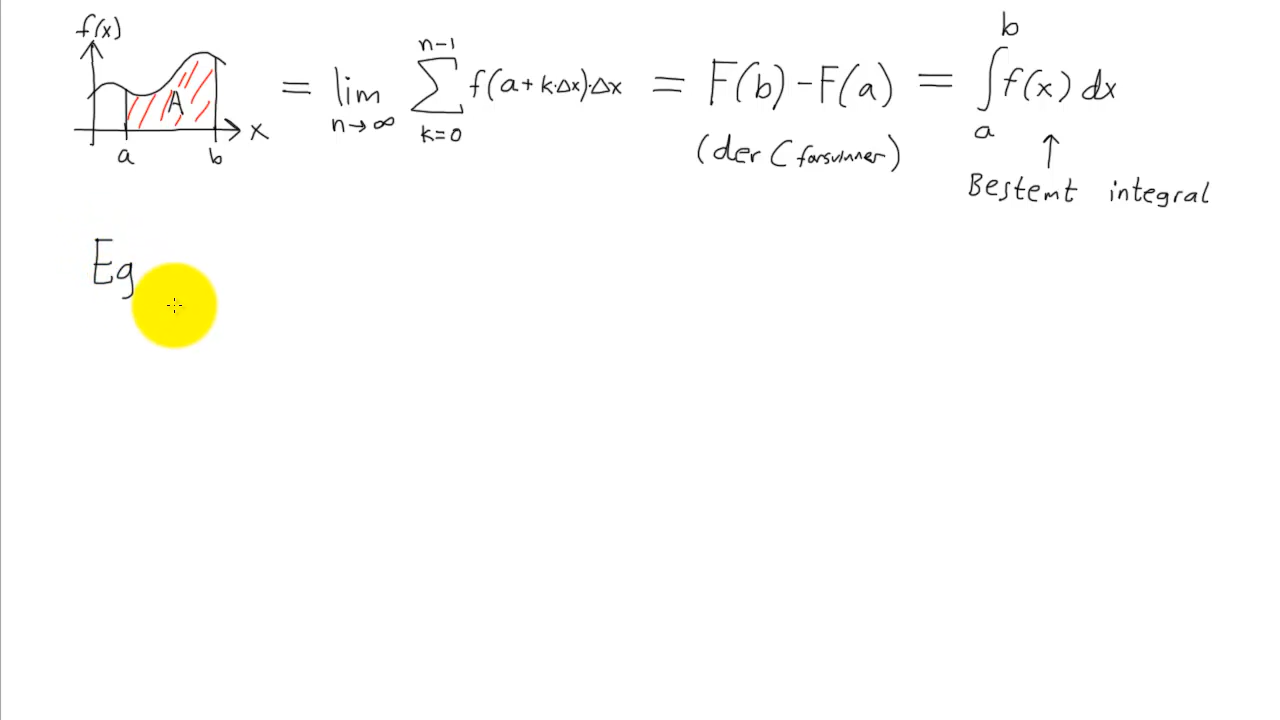 f(x)
A
x
a b
= lim n→∞ n-1 ∑ k=0 f(a+k·Δx)·Δx = F(b)-F(a) = b ∫ a f(x) dx
(der C forsvinner)
↑
Bestemt integral
Eg